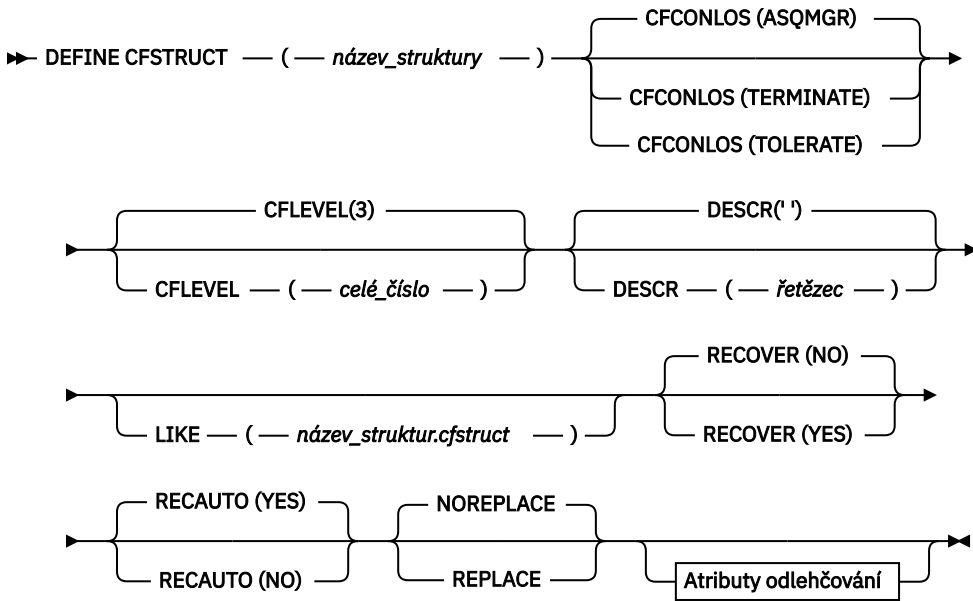 CFCONLOS (ASQMGR)
DEFINE CFSTRUCT ( název_struktury )
CFCONLOS (TERMINATE)
CFCONLOS (TOLERATE)
CFLEVEL(3) DESCR(' ')
CFLEVEL ( celé_číslo ) DESCR ( řetězec )
RECOVER (NO)
LIKE ( název_struktur.cfstruct ) RECOVER (YES)
RECAUTO (YES) NOREPLACE
RECAUTO (NO) REPLACE Atributy odlehčování